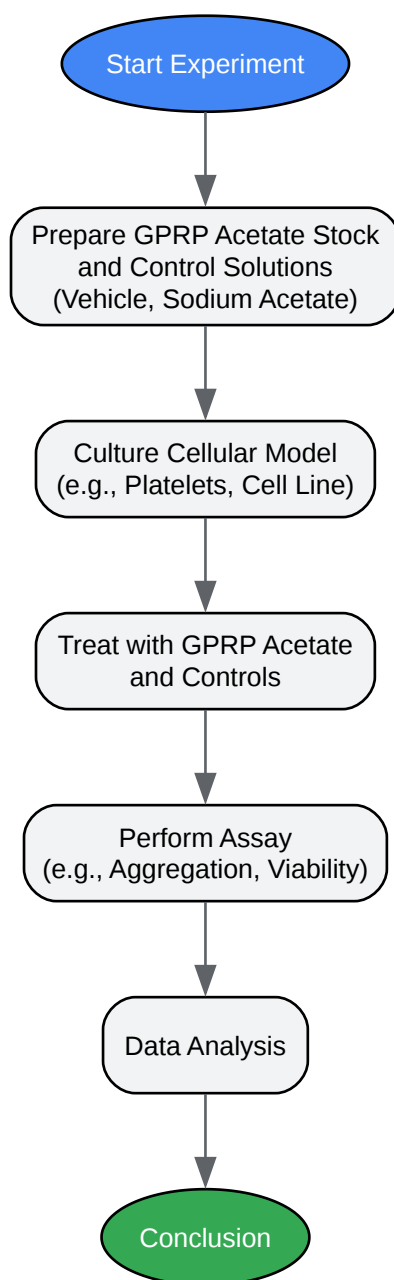 Start Experiment
Prepare GPRP Acetate Stock
and Control Solutions
(Vehicle, Sodium Acetate)
Culture Cellular Model
(e.g., Platelets, Cell Line)
Treat with GPRP Acetate
and Controls
Perform Assay
(e.g., Aggregation, Viability)
Data Analysis
Conclusion